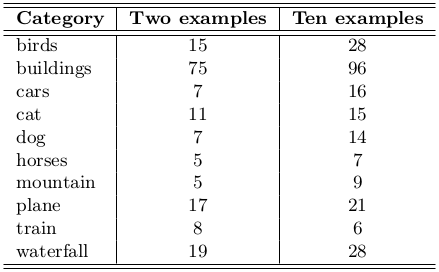 Category Two examples Ten examples
birds 15 28
buildings 75 96
cars 7 16
cat 11 15
dog 7 14
horses 5 7
mountain 5 9
plane 17 21
train 8 6
waterfall 19 28